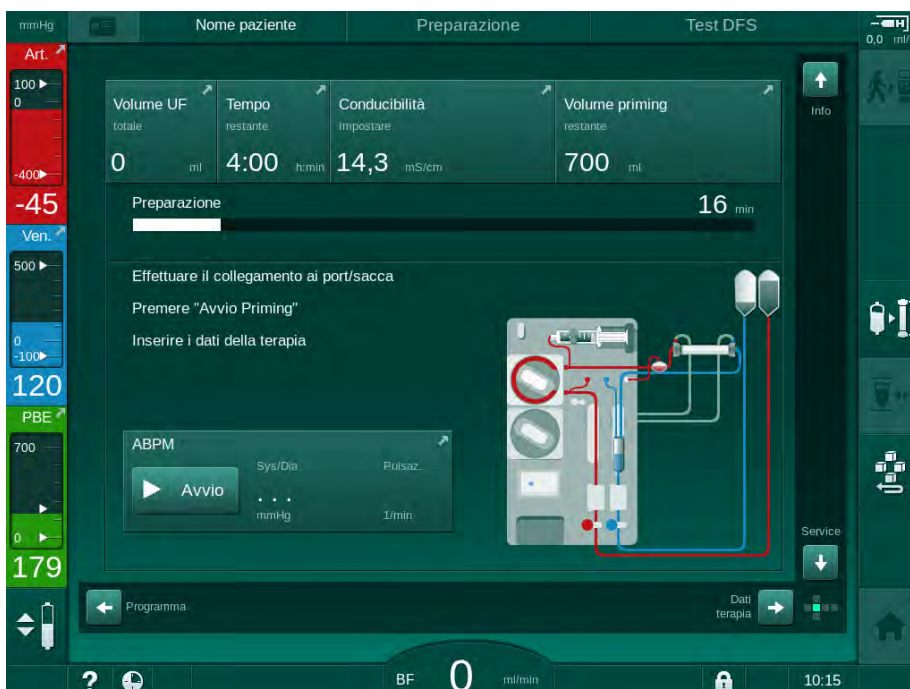 mmHg
Nome paziente
Preparazione
Test DFS
0,0 ml/
Art.
100
0
-400
-45
Ven.
500
0
-100
120
PBE
700
0
179
Volume UF
totale
0 ml
Tempo
restante
4:00 h:min
Conducibilità
Impostare
14,3 mS/cm
Volume priming
restante
700 ml
Info
Preparazione
16 min
Effettuare il collegamento ai port/sacca
Premere "Avvio Priming"
Inserire i dati della terapia
ABPM
Avvio
Sys/Dia
. . .
mmHg
Pulsaz.
1/min
Service
Programma
Dati
terapia
?
BF 0 ml/min
10:15
H